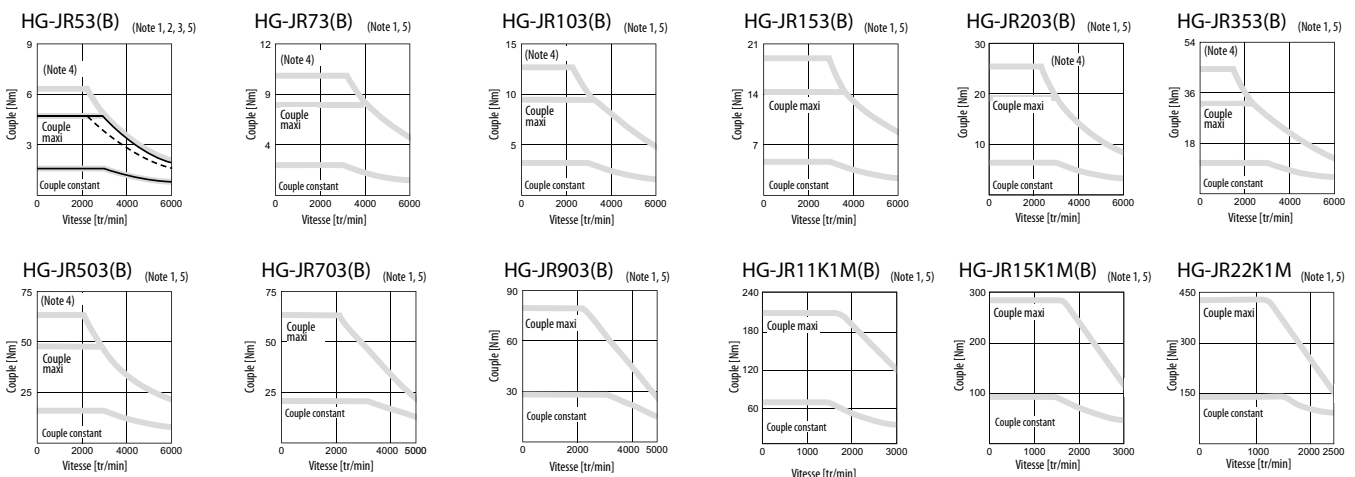 HG-JR53(B) (Note 1, 2, 3, 5)
Couple [Nm]
9
6
3
(Note 4)
Couple
maxi
Couple constant
0 2000 4000 6000
Vitesse [tr/min]
HG-JR73(B) (Note 1, 5)
Couple [Nm]
12
9
4
(Note 4)
Couple
maxi
Couple constant
0 2000 4000 6000
Vitesse [tr/min]
HG-JR103(B) (Note 1, 5)
Couple [Nm]
15
10
5
(Note 4)
Couple
maxi
Couple constant
0 2000 4000 6000
Vitesse [tr/min]
HG-JR153(B) (Note 1, 5)
Couple [Nm]
21
14
7
Couple maxi
Couple constant
0 2000 4000 6000
Vitesse [tr/min]
HG-JR203(B) (Note 1, 5)
Couple [Nm]
30
20
10
(Note 4)
Couple maxi
Couple constant
0 2000 4000 6000
Vitesse [tr/min]
HG-JR353(B) (Note 1, 5)
Couple [Nm]
54
36
18
(Note 4)
Couple
maxi
Couple constant
0 2000 4000 6000
Vitesse [tr/min]
HG-JR503(B) (Note 1, 5)
Couple [Nm]
75
50
25
(Note 4)
Couple
maxi
Couple constant
0 2000 4000 6000
Vitesse [tr/min]
HG-JR703(B) (Note 1, 5)
Couple [Nm]
75
50
25
Couple
maxi
Couple constant
0 2000 4000 5000
Vitesse [tr/min]
HG-JR903(B) (Note 1, 5)
Couple [Nm]
90
60
30
Couple maxi
Couple constant
0 2000 4000 5000
Vitesse [tr/min]
HG-JR11K1M(B) (Note 1, 5)
Couple [Nm]
240
180
120
60
Couple maxi
Couple constant
0 1000 2000 3000
Vitesse [tr/min]
HG-JR15K1M(B) (Note 1, 5)
Couple [Nm]
300
200
100
Couple maxi
Couple constant
0 1000 2000 3000
Vitesse [tr/min]
HG-JR22K1M (Note 1, 5)
Couple [Nm]
450
300
150
Couple maxi
Couple constant
0 1000 2000 2500
Vitesse [tr/min]